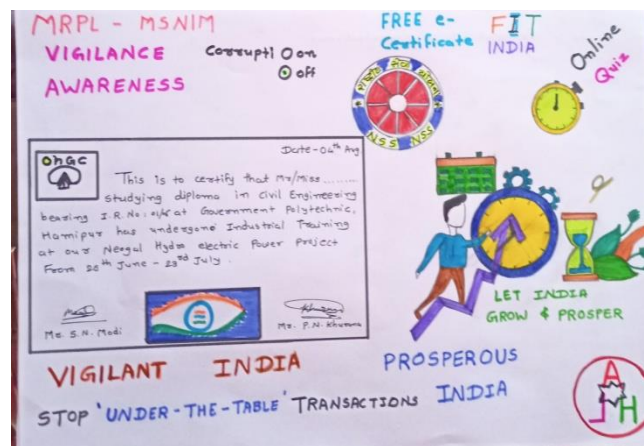 MRPL - MSNIM
VIGILANCE
AWARENESS
Corrupti on
off
FREE e-
Certificate
FIT
INDIA
Online
Quiz
NSS NSS
ONGC
Date - 04th Aug
This is to certify that Mr/Miss........
studying diploma in Civil Engineering
bearing I.R.No. at Government Polytechnic,
Hamirpur has undergone Industrial Training
at our Neogal Hydro electric Power Project
From 20th June - 23rd July.
Mr. S.N. Modi
Mr. P.N. Khurana
LET INDIA
GROW & PROSPER
VIGILANT INDIA
PROSPEROUS
INDIA
STOP 'UNDER-THE-TABLE' TRANSACTIONS
A
H